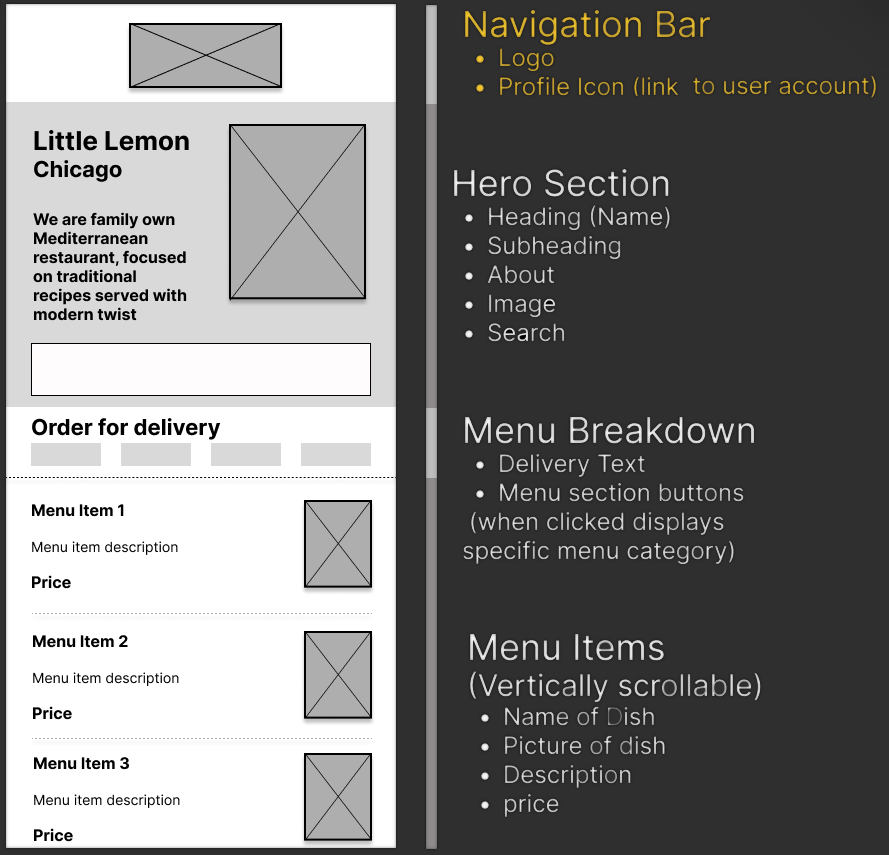 Little Lemon
Chicago
We are family own
Mediterranean
restaurant, focused
on traditional
recipes served with
modern twist
Order for delivery
Menu Item 1
Menu item description
Price
Menu Item 2
Menu item description
Price
Menu Item 3
Menu item description
Price
Navigation Bar
• Logo
• Profile Icon (link to user account)
Hero Section
• Heading (Name)
• Subheading
• About
• Image
• Search
Menu Breakdown
• Delivery Text
• Menu section buttons
(when clicked displays
specific menu category)
Menu Items
(Vertically scrollable)
• Name of Dish
• Picture of dish
• Description
• price